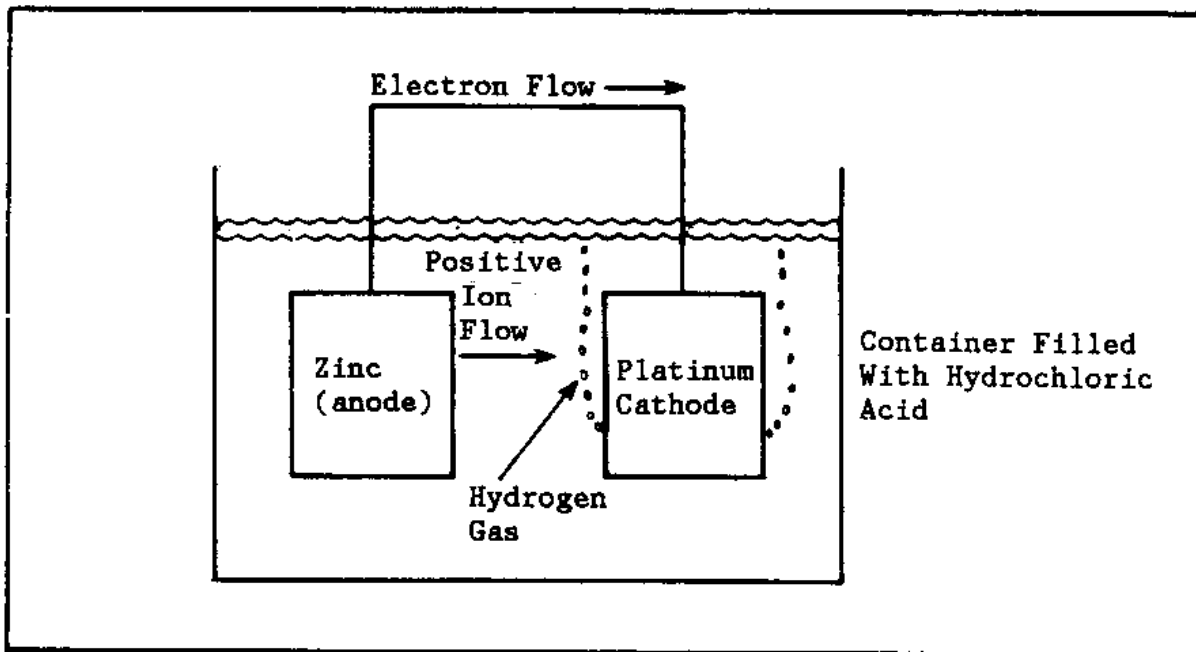 Electron Flow
Positive
Ion
Flow
Zinc
(anode)
Platinum
Cathode
Hydrogen
Gas
Container Filled
With Hydrochloric
Acid